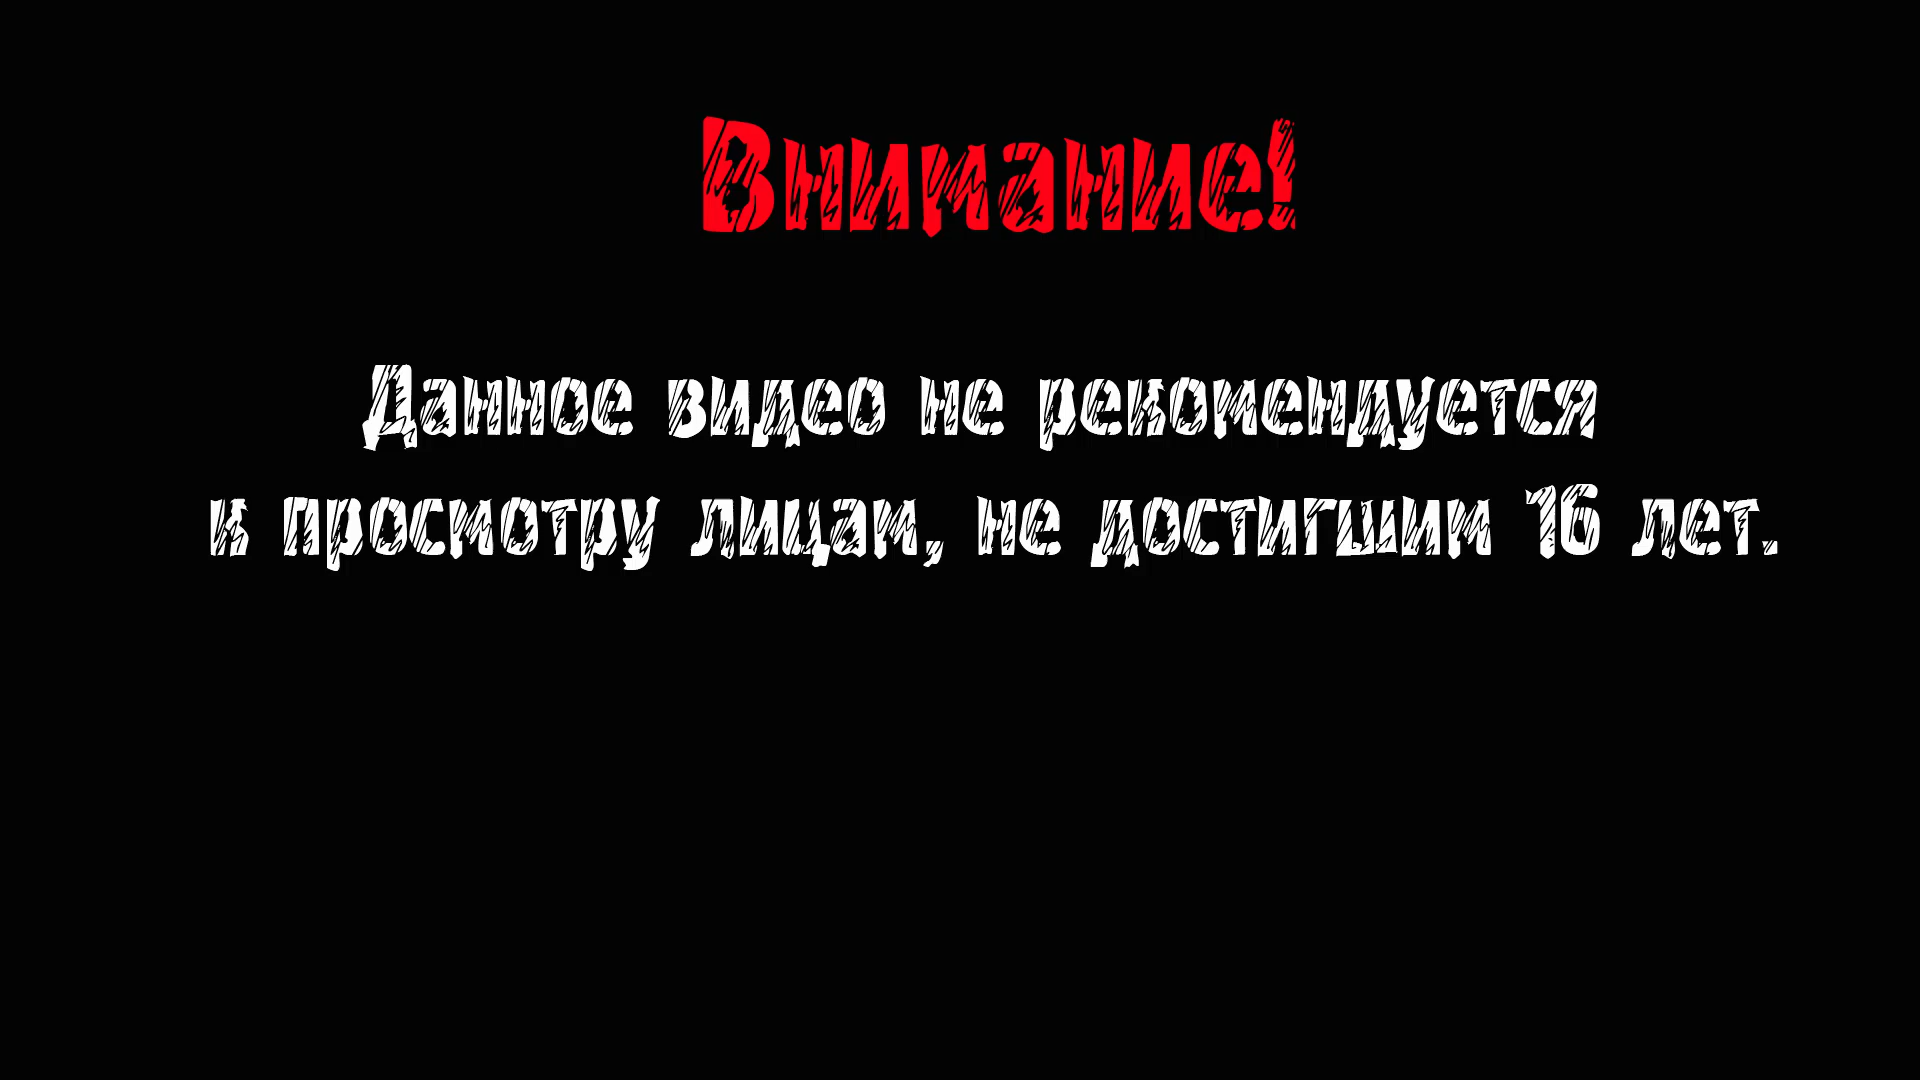 Внимание!
Данное видео не рекомендуется
к просмотру лицам, не достигшим 16 лет.